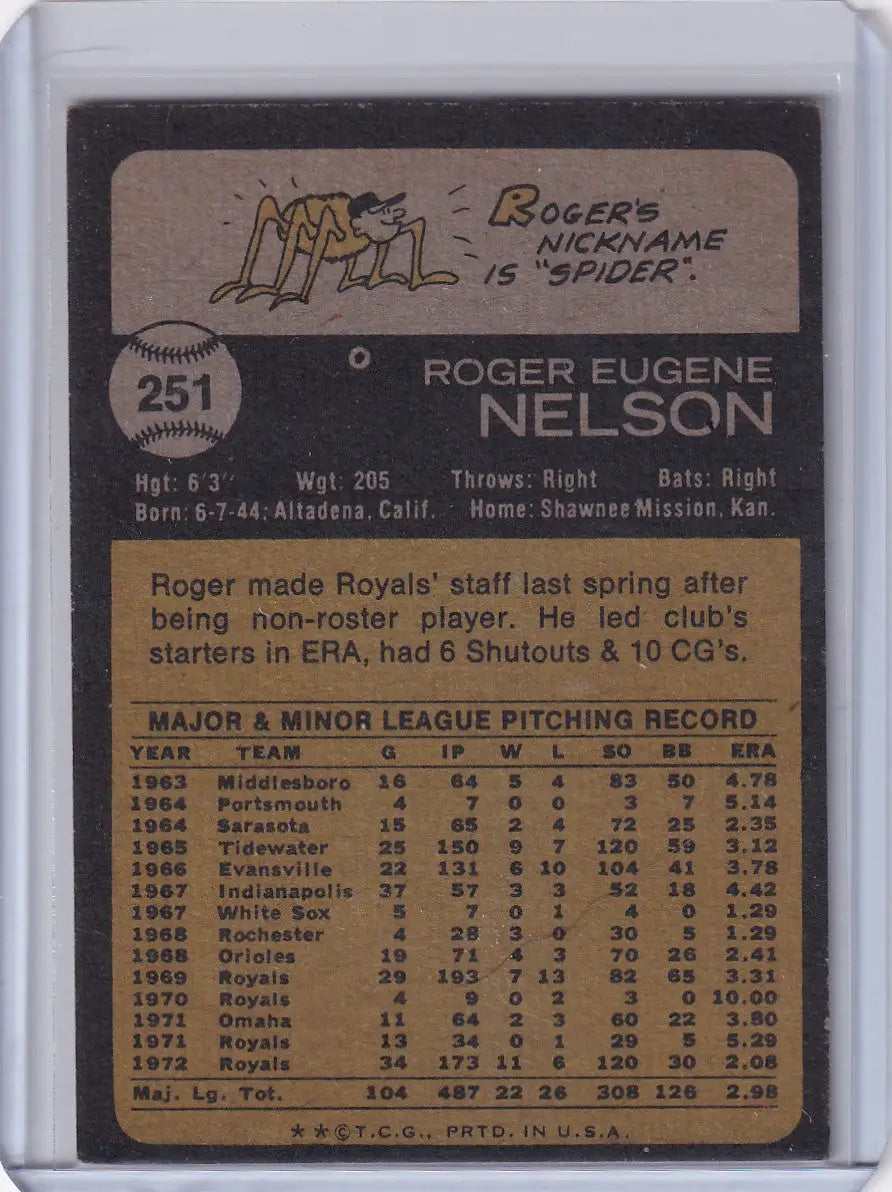 ROGER'S
NICKNAME
IS "SPIDER".
251
ROGER EUGENE
NELSON
Hgt: 6'3" Wgt: 205 Throws: Right Bats: Right
Born: 6-7-44: Altadena, Calif. Home: Shawnee Mission, Kan.
Roger made Royals' staff last spring after
being non-roster player. He led club's
starters in ERA, had 6 Shutouts & 10 CG's.
MAJOR & MINOR LEAGUE PITCHING RECORD
YEAR TEAM G IP W L SO BB ERA
1963 Middlesboro 16 64 5 4 83 50 4.78
1964 Portsmouth 4 7 0 0 3 7 5.14
1964 Sarasota 15 65 2 4 72 25 2.35
1965 Tidewater 25 150 9 7 120 59 3.12
1966 Evansville 22 131 6 10 104 41 3.78
1967 Indianapolis 37 57 3 3 52 18 4.42
1967 White Sox 5 7 0 1 4 0 1.29
1968 Rochester 4 28 3 0 30 5 1.29
1968 Orioles 19 71 4 3 70 26 2.41
1969 Royals 29 193 7 13 82 65 3.31
1970 Royals 4 9 0 2 3 0 10.00
1971 Omaha 11 64 2 3 60 22 3.80
1971 Royals 13 34 0 1 29 5 5.29
1972 Royals 34 173 11 6 120 30 2.08
Maj. Lg. Tot. 104 487 22 26 308 126 2.98
★★©T.C.G., PRTD. IN U.S.A.